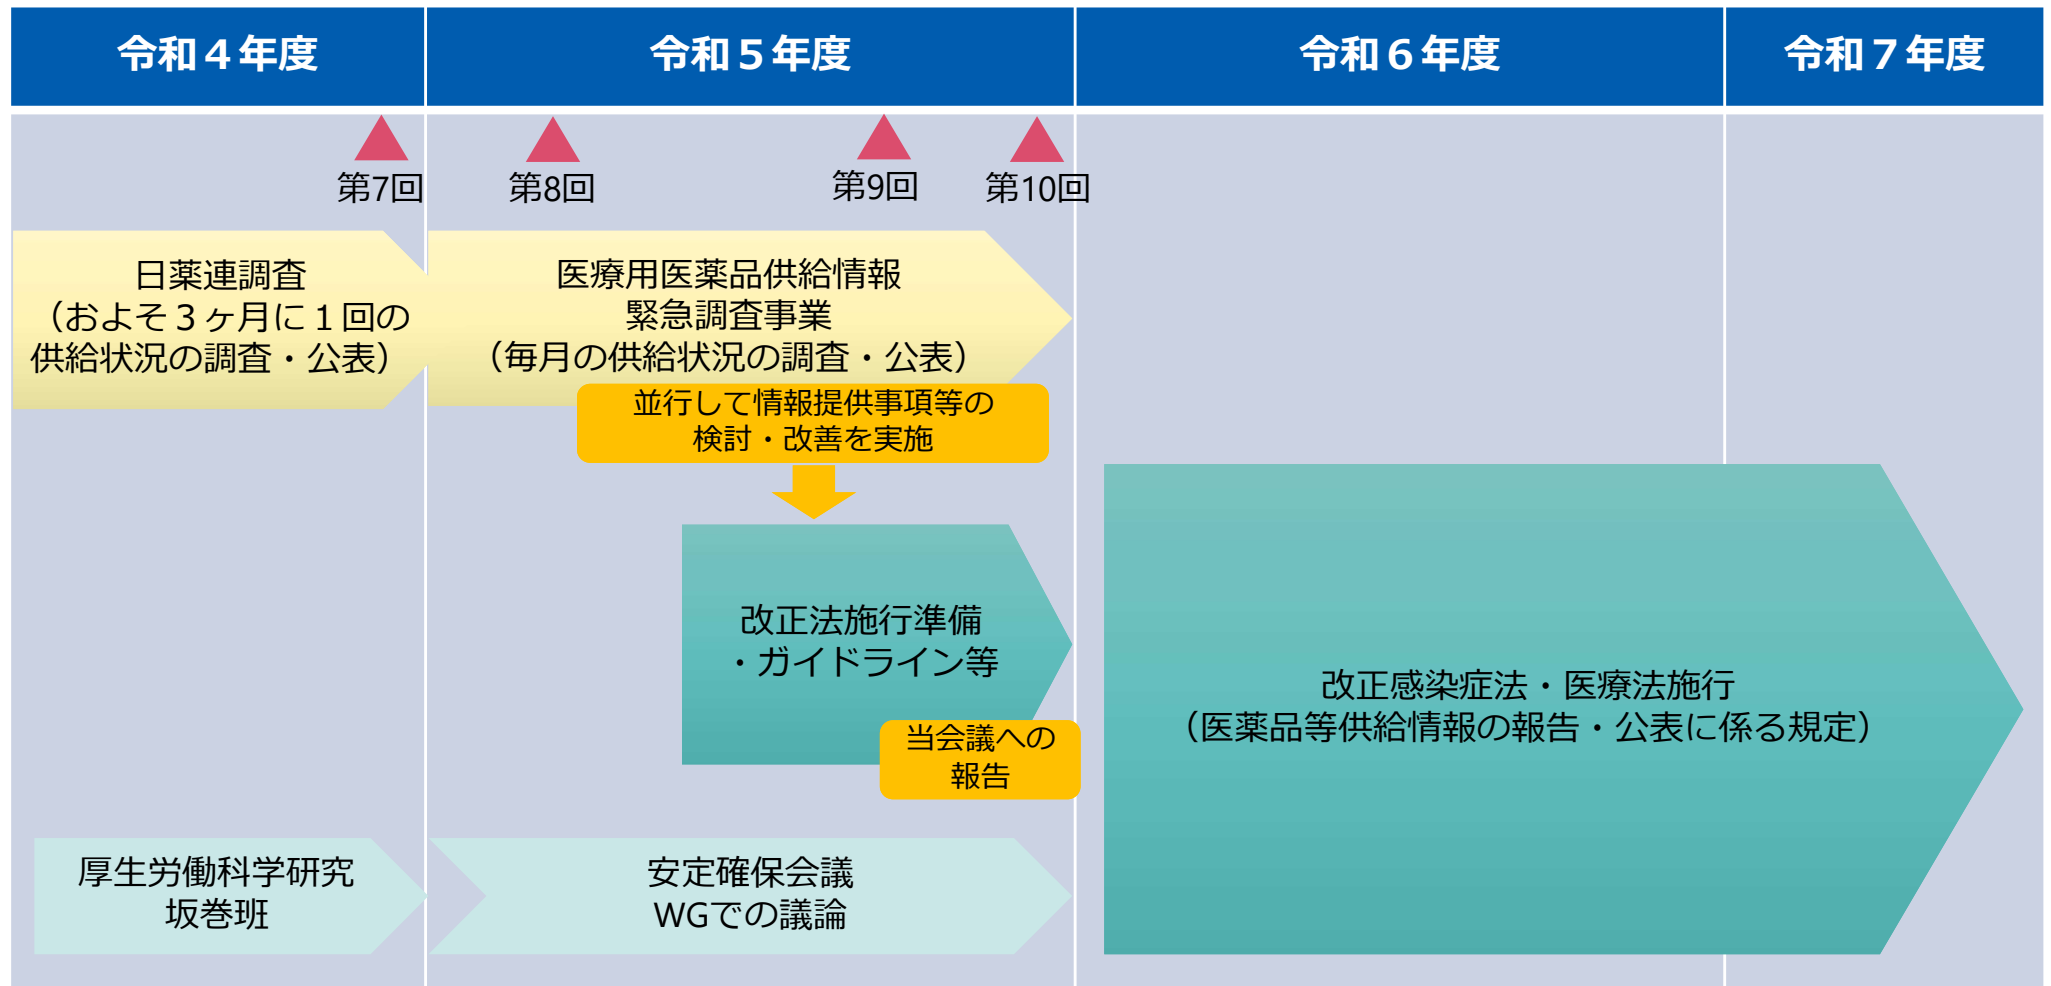 令和４年度
令和５年度
令和６年度
令和７年度
第7回
第8回
第9回
第10回
日薬連調査
（およそ３ヶ月に１回の
供給状況の調査・公表）
医療用医薬品供給情報
緊急調査事業
（毎月の供給状況の調査・公表）
並行して情報提供事項等の
検討・改善を実施
改正法施行準備
・ガイドライン等
当会議への
報告
改正感染症法・医療法施行
（医薬品等供給情報の報告・公表に係る規定）
厚生労働科学研究
坂巻班
安定確保会議
WGでの議論